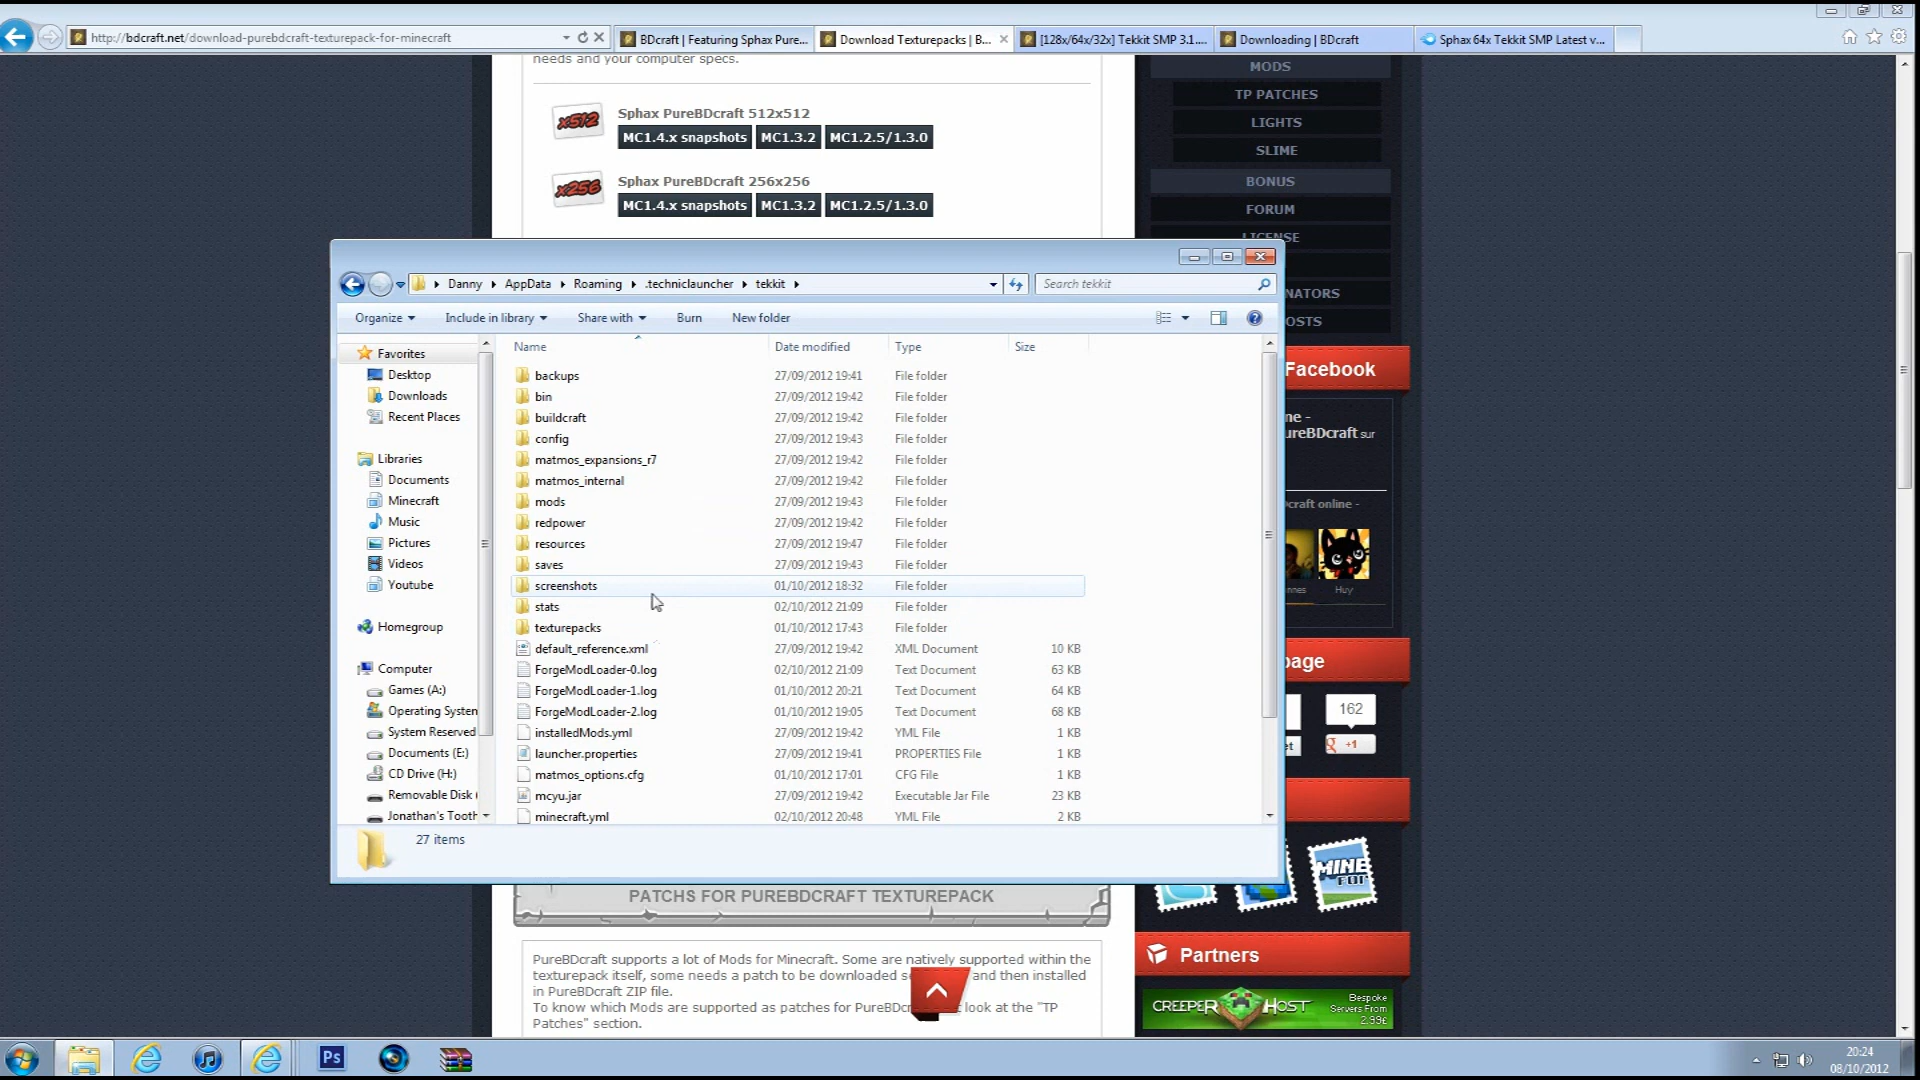 http://bdcraft.net/download-purebdcraft-texturepack-for-minecraft
BDcraft | Featuring Sphax Pure...
Download Texturepacks | B...
[128x/64x/32x] Tekkit SMP 3.1....
Downloading | BDcraft
Sphax 64x Tekkit SMP Latest v...
needs and your computer specs.
x512
Sphax PureBDcraft 512x512
MC1.4.x snapshots
MC1.3.2
MC1.2.5/1.3.0
x256
Sphax PureBDcraft 256x256
MC1.4.x snapshots
MC1.3.2
MC1.2.5/1.3.0
MODS
TP PATCHES
LIGHTS
SLIME
BONUS
FORUM
LICENSE
NATORS
OSTS
Danny
AppData
Roaming
.techniclauncher
tekkit
Search tekkit
Organize
Include in library
Share with
Burn
New folder
Favorites
Desktop
Downloads
Recent Places
Libraries
Documents
Minecraft
Music
Pictures
Videos
Youtube
Homegroup
Computer
Games (A:)
Operating System
System Reserved
Documents (E:)
CD Drive (H:)
Removable Disk (
Jonathan's Tooth
Name Date modified Type Size
backups 27/09/2012 19:41 File folder
bin 27/09/2012 19:42 File folder
buildcraft 27/09/2012 19:42 File folder
config 27/09/2012 19:43 File folder
matmos_expansions_r7 27/09/2012 19:42 File folder
matmos_internal 27/09/2012 19:42 File folder
mods 27/09/2012 19:43 File folder
redpower 27/09/2012 19:42 File folder
resources 27/09/2012 19:47 File folder
saves 27/09/2012 19:43 File folder
screenshots 01/10/2012 18:32 File folder
stats 02/10/2012 21:09 File folder
texturepacks 01/10/2012 17:43 File folder
default_reference.xml 27/09/2012 19:42 XML Document 10 KB
ForgeModLoader-0.log 02/10/2012 21:09 Text Document 63 KB
ForgeModLoader-1.log 01/10/2012 20:21 Text Document 64 KB
ForgeModLoader-2.log 01/10/2012 19:05 Text Document 68 KB
installedMods.yml 27/09/2012 19:42 YML File 1 KB
launcher.properties 27/09/2012 19:41 PROPERTIES File 1 KB
matmos_options.cfg 01/10/2012 17:01 CFG File 1 KB
mcyu.jar 27/09/2012 19:42 Executable Jar File 23 KB
minecraft.yml 02/10/2012 20:48 YML File 2 KB
27 items
Facebook
ne -
ureBDcraft sur
craft online -
nnes
Huy
page
162
et
+1
MINE
FOR
PATCHS FOR PUREBDCRAFT TEXTUREPACK
PureBDcraft supports a lot of Mods for Minecraft. Some are natively supported within the
texturepack itself, some needs a patch to be downloaded s and then installed
in PureBDcraft ZIP file.
To know which Mods are supported as patches for PureBDcr look at the "TP
Patches" section.
Partners
CREEPER HOST
Bespoke
Servers From
2.99£
Ps
20:24
08/10/2012